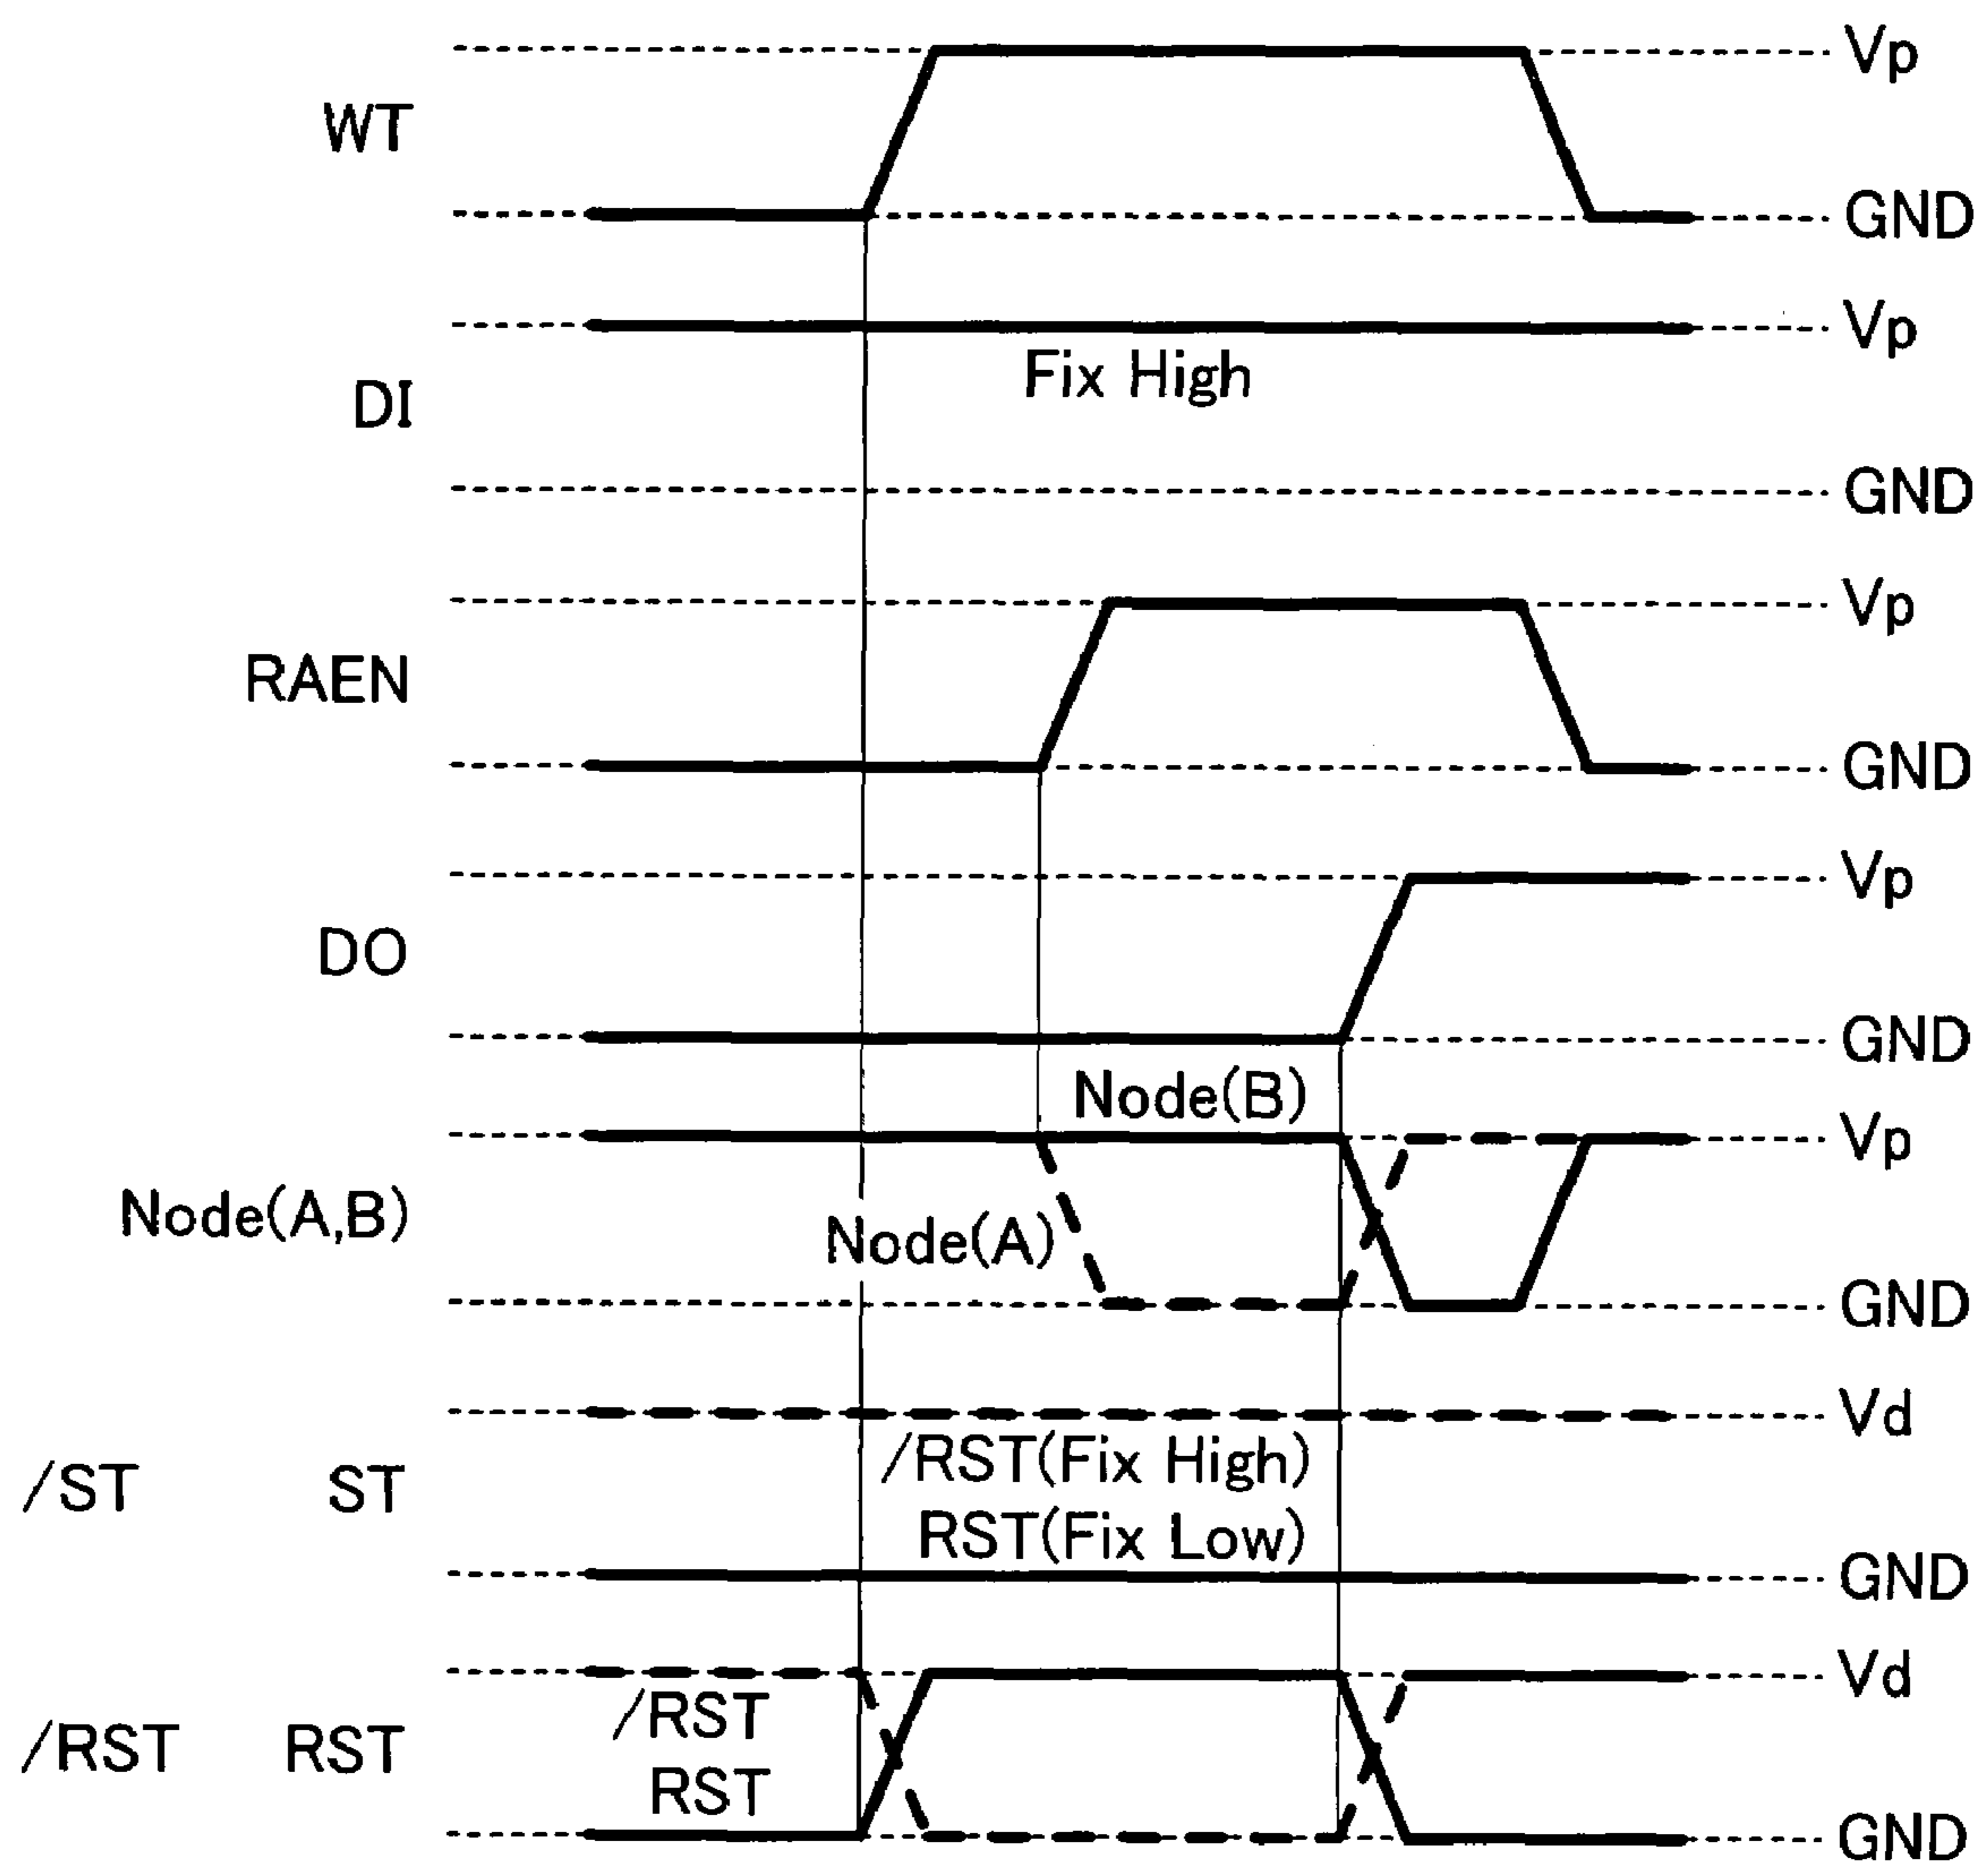 Vp
WT
GND
Vp
Fix High
DI
GND
Vp
RAEN
GND
Vp
DO
GND
Node(B)
Vp
Node(A,B)
Node(A)
GND
Vd
/RST(Fix High)
/ST ST
RST(Fix Low)
GND
Vd
/RST
/RST RST
RST
GND